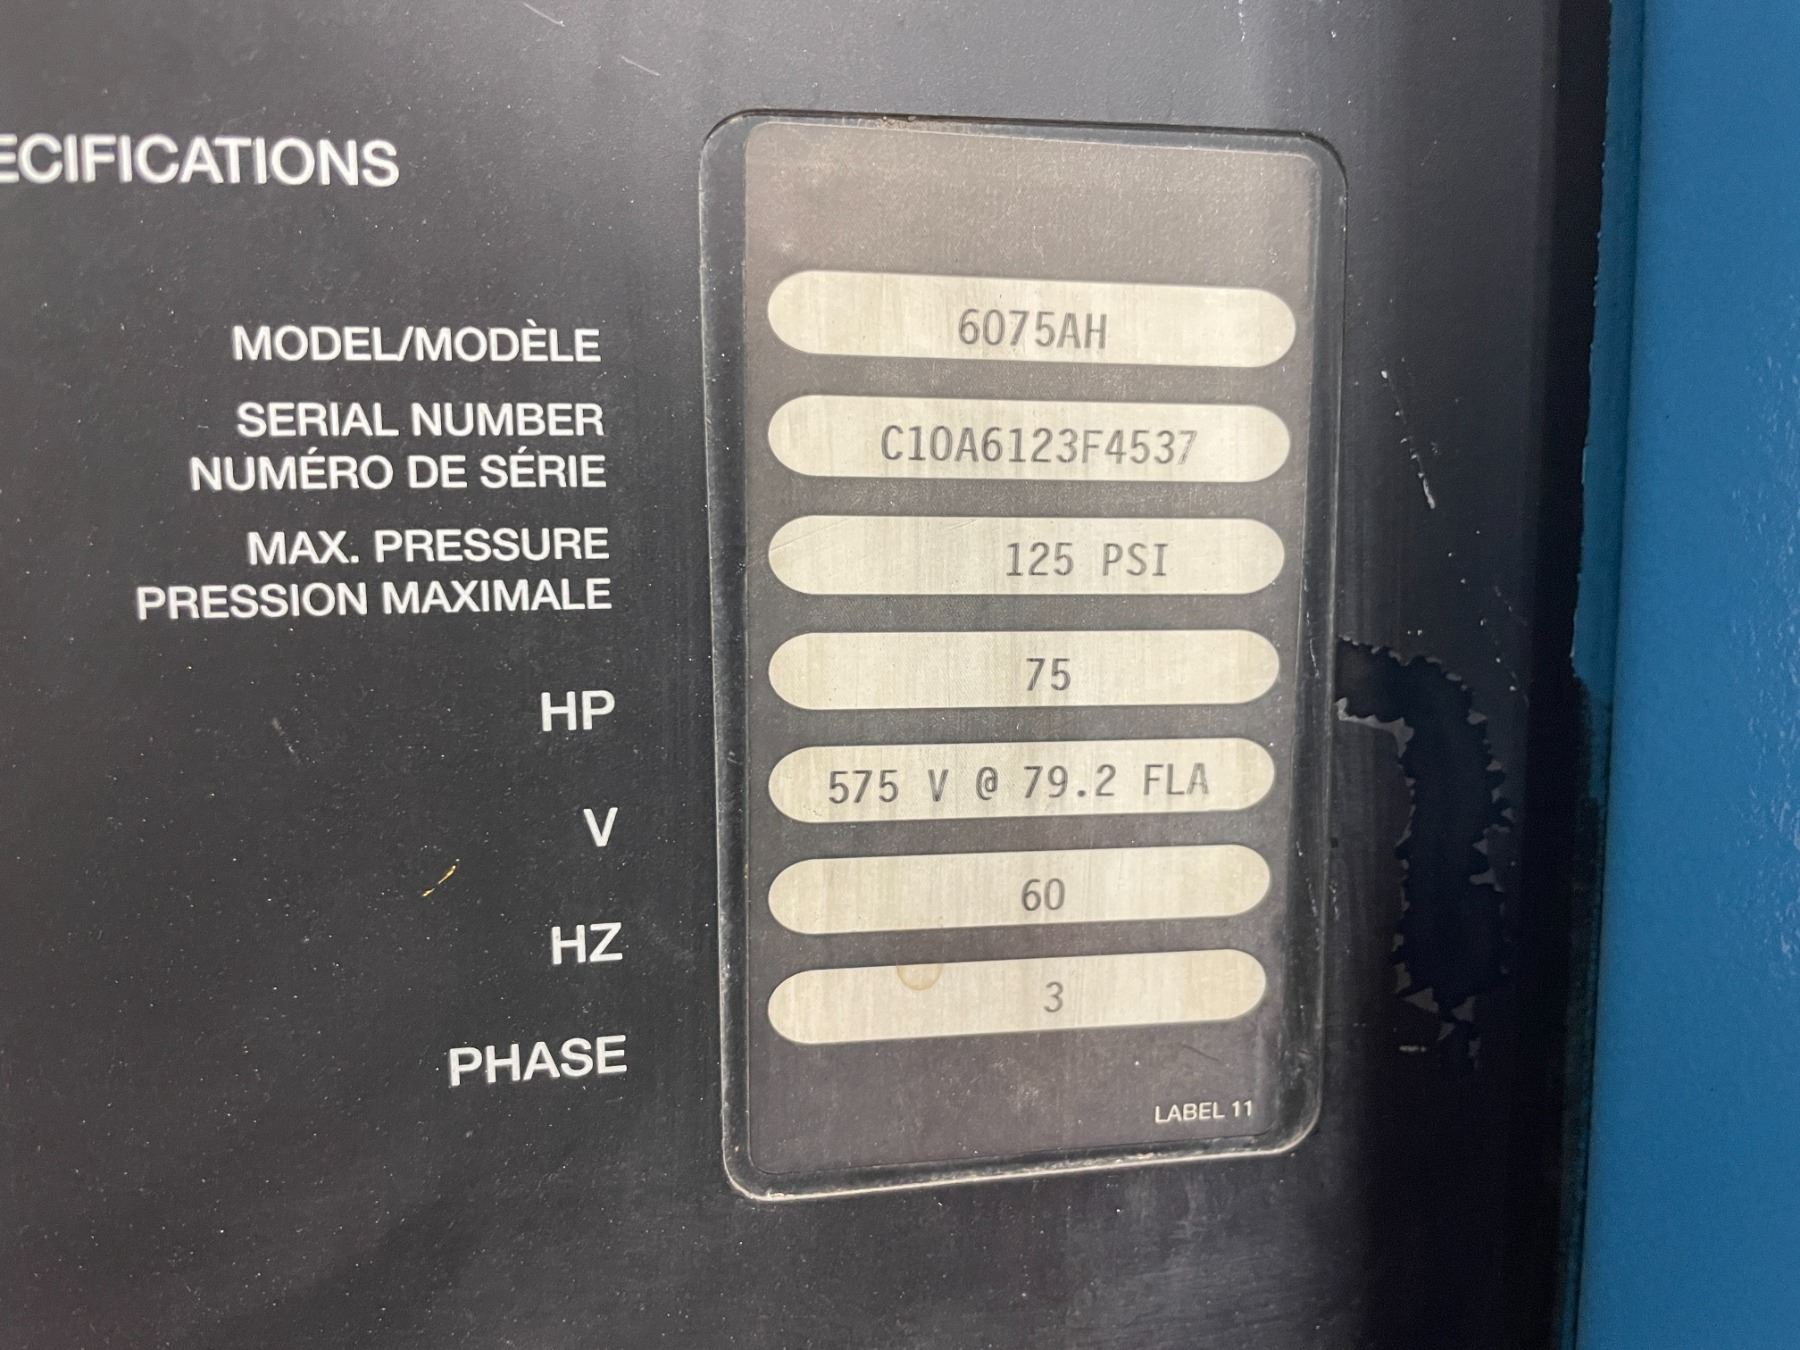 ECIFICATIONS
MODEL/MODÈLE
6075AH
SERIAL NUMBER
NUMÉRO DE SÉRIE
C10A6123F4537
MAX. PRESSURE
PRESSION MAXIMALE
125 PSI
HP
75
V
575 V @ 79.2 FLA
HZ
60
PHASE
3
LABEL 11